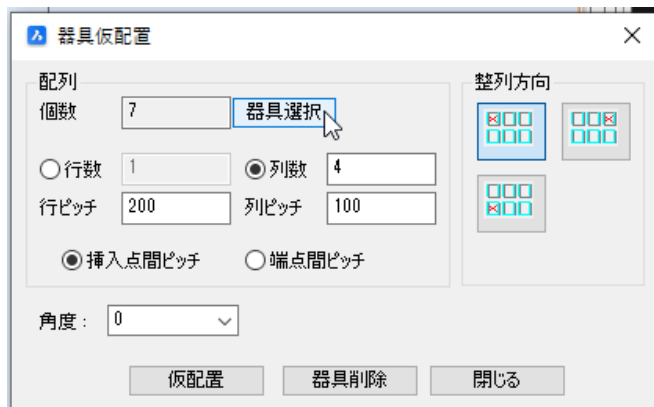 器具仮配置
配列
個数 7 器具選択
行数 1 列数 4
行ピッチ 200 列ピッチ 100
挿入点間ピッチ 端点間ピッチ
整列方向
角度： 0
仮配置 器具削除 閉じる